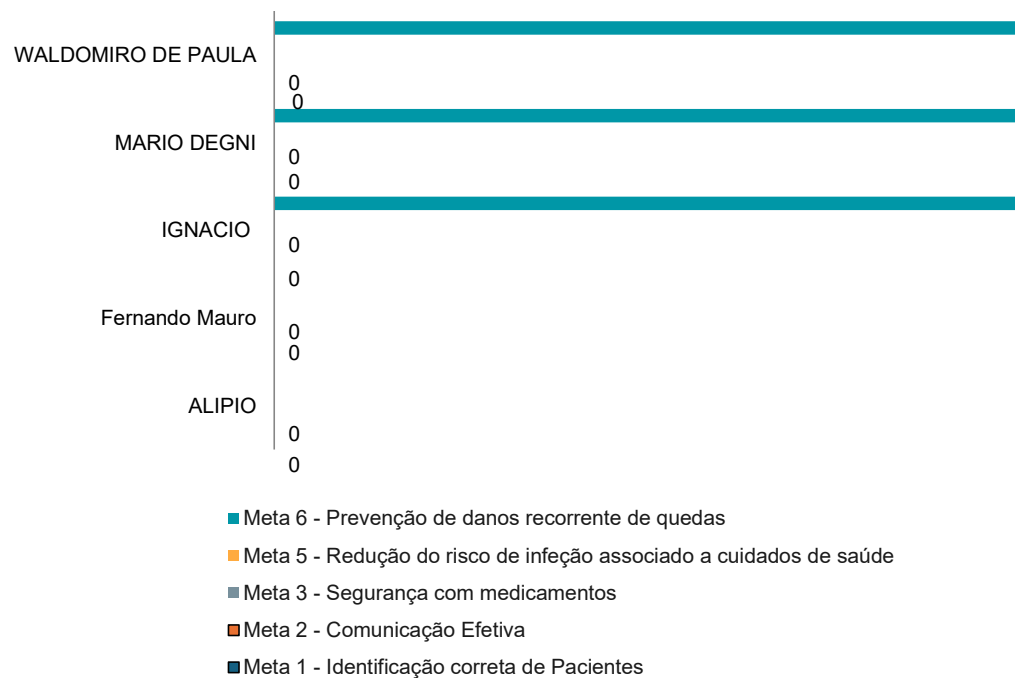 WALDOMIRO DE PAULA
0
0
MARIO DEGNI
0
0
IGNACIO
0
0
Fernando Mauro
0
0
ALIPIO
0
0
Meta 6 - Prevenção de danos recorrente de quedas
Meta 5 - Redução do risco de infeção associado a cuidados de saúde
Meta 3 - Segurança com medicamentos
Meta 2 - Comunicação Efetiva
Meta 1 - Identificação correta de Pacientes